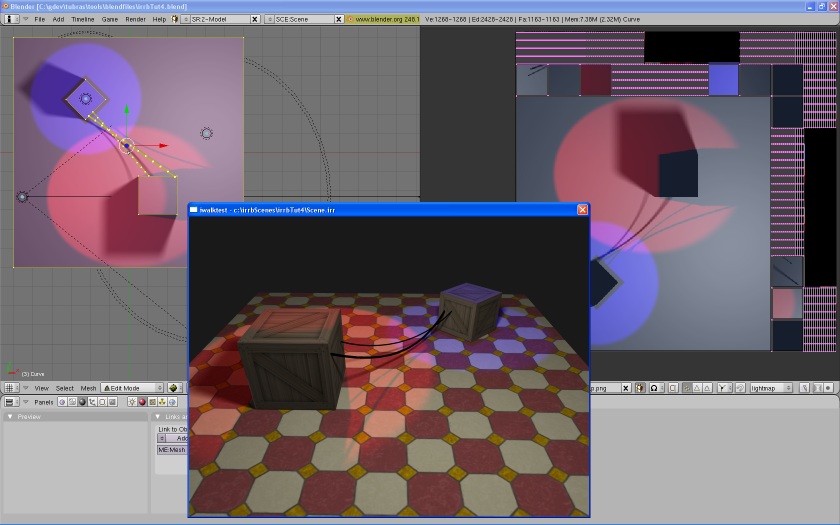 Blender [C:\gdev\tobras\tools\blendfiles\irrbTut4.blend]
File Add Timeline Game Render Help SR:2-Model SCE:Scene www.blender.org 246.1 Ve:1268-1268 | Ed:2426-2426 | Fa:1163-1163 | Mem:7.38M (2.32M) Curve
iwalktest - c:\irrbScenes\irrbTut4\Scene.irr
(3) Curve
View Select Mesh Edit Mode
p.png lightmap
Panels
Preview
Links a
Link to Ob
Add
ME:Mesh